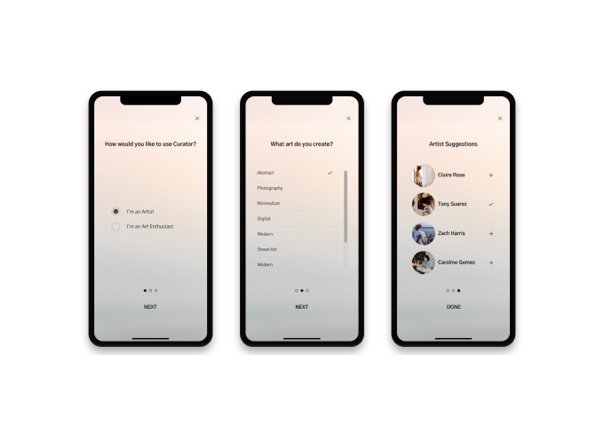 How would you like to use Curator?
I'm an Artist
I'm an Art Enthusiast
NEXT
What art do you create?
Abstract
Photography
Minimalism
Digital
Modern
Street Art
Modern
NEXT
Artist Suggestions
Claire Rose
Tony Suarez
Zach Harris
Caroline Gomez
DONE